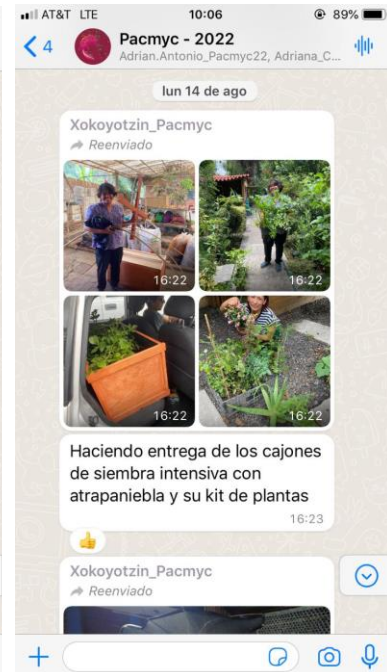 AT&T LTE 10:06 89%
4 Pacmyc - 2022
Adrian.Antonio_Pacmyc22, Adriana_C...
lun 14 de ago
Xokoyotzin_Pacmyc
Reenviado
16:22 16:22
16:22 16:22
Haciendo entrega de los cajones
de siembra intensiva con
atrapaniebla y su kit de plantas
16:23
Xokoyotzin_Pacmyc
Reenviado